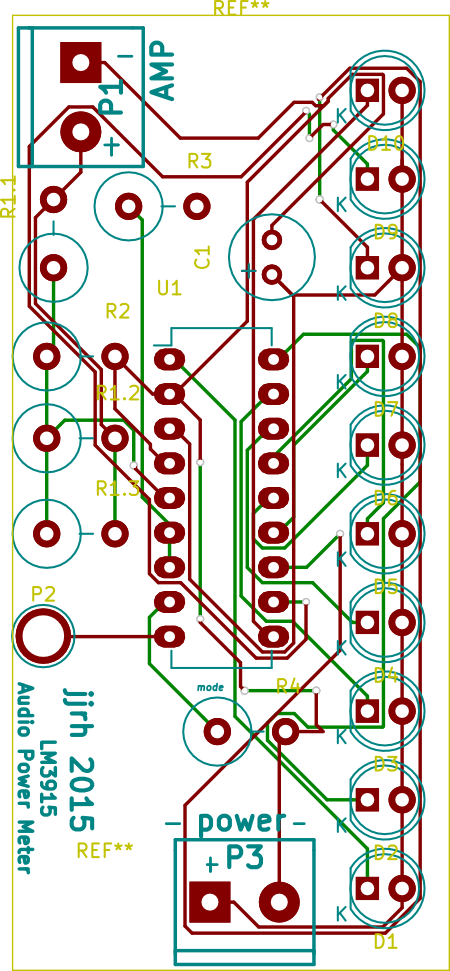 REF**
-
P1
AMP
+
K
D10
R3
R1.1
K
D9
C1
+
U1
R2
K
D8
K
D7
R1.2
R1.3
K
D6
K
D5
P2
K
D4
mode
R4
K
D3
jjrh 2015
LM3915
Audio Power Meter
- power-
+
P3
REF**
K
D2
K
D1